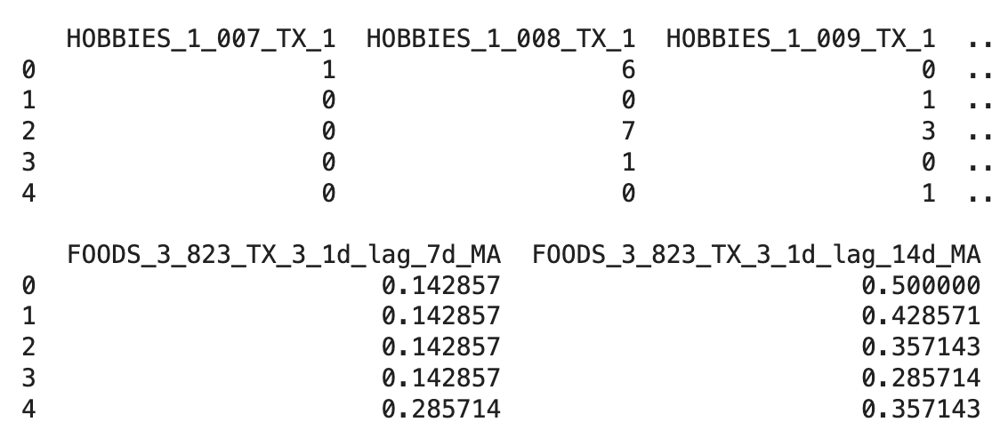 HOBBIES_1_007_TX_1 HOBBIES_1_008_TX_1 HOBBIES_1_009_TX_1 ..
0 1 6 0 ..
1 0 0 1 ..
2 0 7 3 ..
3 0 1 0 ..
4 0 0 1 ..
FOODS_3_823_TX_3_1d_lag_7d_MA FOODS_3_823_TX_3_1d_lag_14d_MA
0 0.142857 0.500000
1 0.142857 0.428571
2 0.142857 0.357143
3 0.142857 0.285714
4 0.285714 0.357143